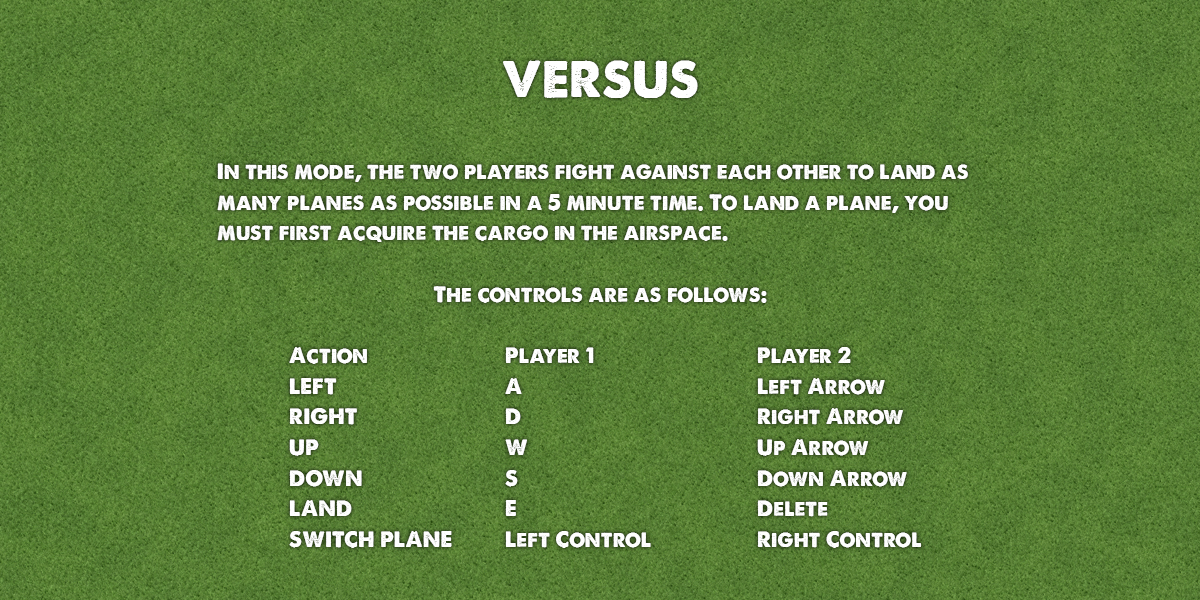 VERSUS
In this mode, the two players fight against each other to land as
many planes as possible in a 5 minute time. To land a plane, you
must first acquire the cargo in the airspace.
The controls are as follows:
Action Player 1 Player 2
left A Left Arrow
right D Right Arrow
up W Up Arrow
down S Down Arrow
land E Delete
switch plane Left Control Right Control